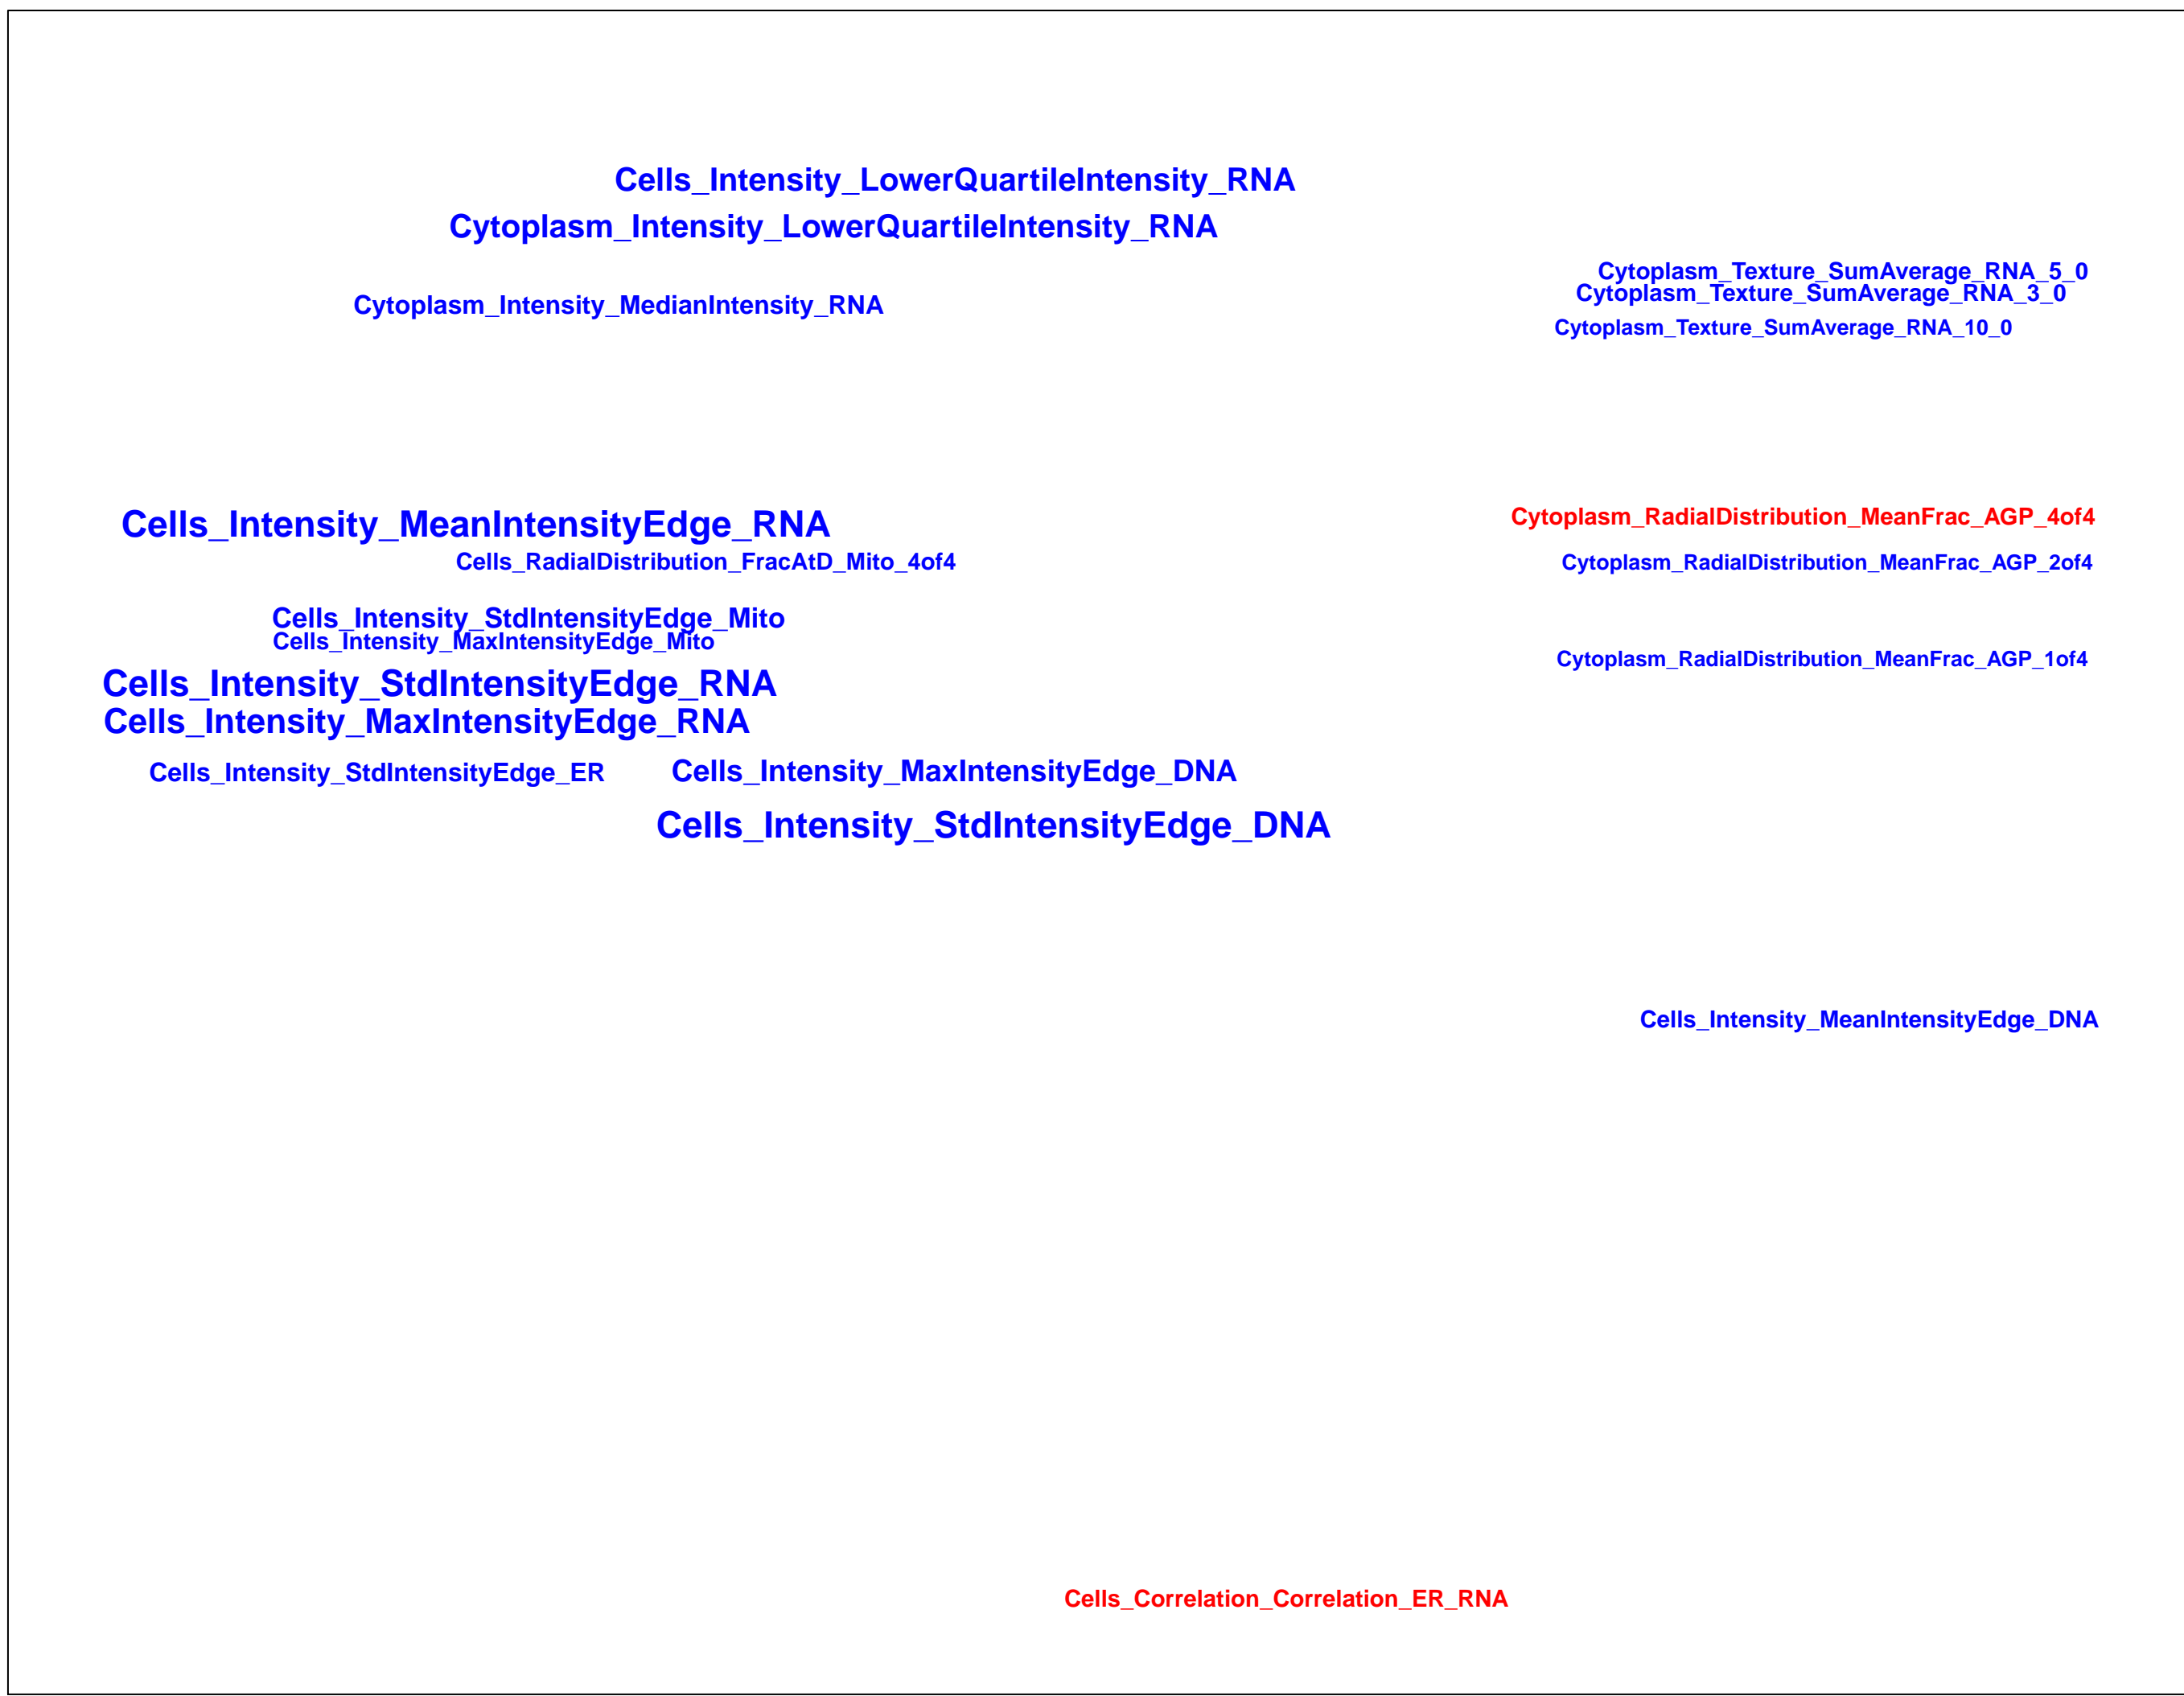 Cells_Intensity_LowerQuartileIntensity_RNA
Cytoplasm_Intensity_LowerQuartileIntensity_RNA
Cytoplasm_Texture_SumAverage_RNA_5_0
Cytoplasm_Texture_SumAverage_RNA_3_0
Cytoplasm_Intensity_MedianIntensity_RNA
Cytoplasm_Texture_SumAverage_RNA_10_0
Cytoplasm_RadialDistribution_MeanFrac_AGP_4of4
Cells_Intensity_MeanIntensityEdge_RNA
Cells_RadialDistribution_FracAtD_Mito_4of4
Cytoplasm_RadialDistribution_MeanFrac_AGP_2of4
Cells_Intensity_StdIntensityEdge_Mito
Cells_Intensity_MaxIntensityEdge_Mito
Cytoplasm_RadialDistribution_MeanFrac_AGP_1of4
Cells_Intensity_StdIntensityEdge_RNA
Cells_Intensity_MaxIntensityEdge_RNA
Cells_Intensity_StdIntensityEdge_ER
Cells_Intensity_MaxIntensityEdge_DNA
Cells_Intensity_StdIntensityEdge_DNA
Cells_Intensity_MeanIntensityEdge_DNA
Cells_Correlation_Correlation_ER_RNA